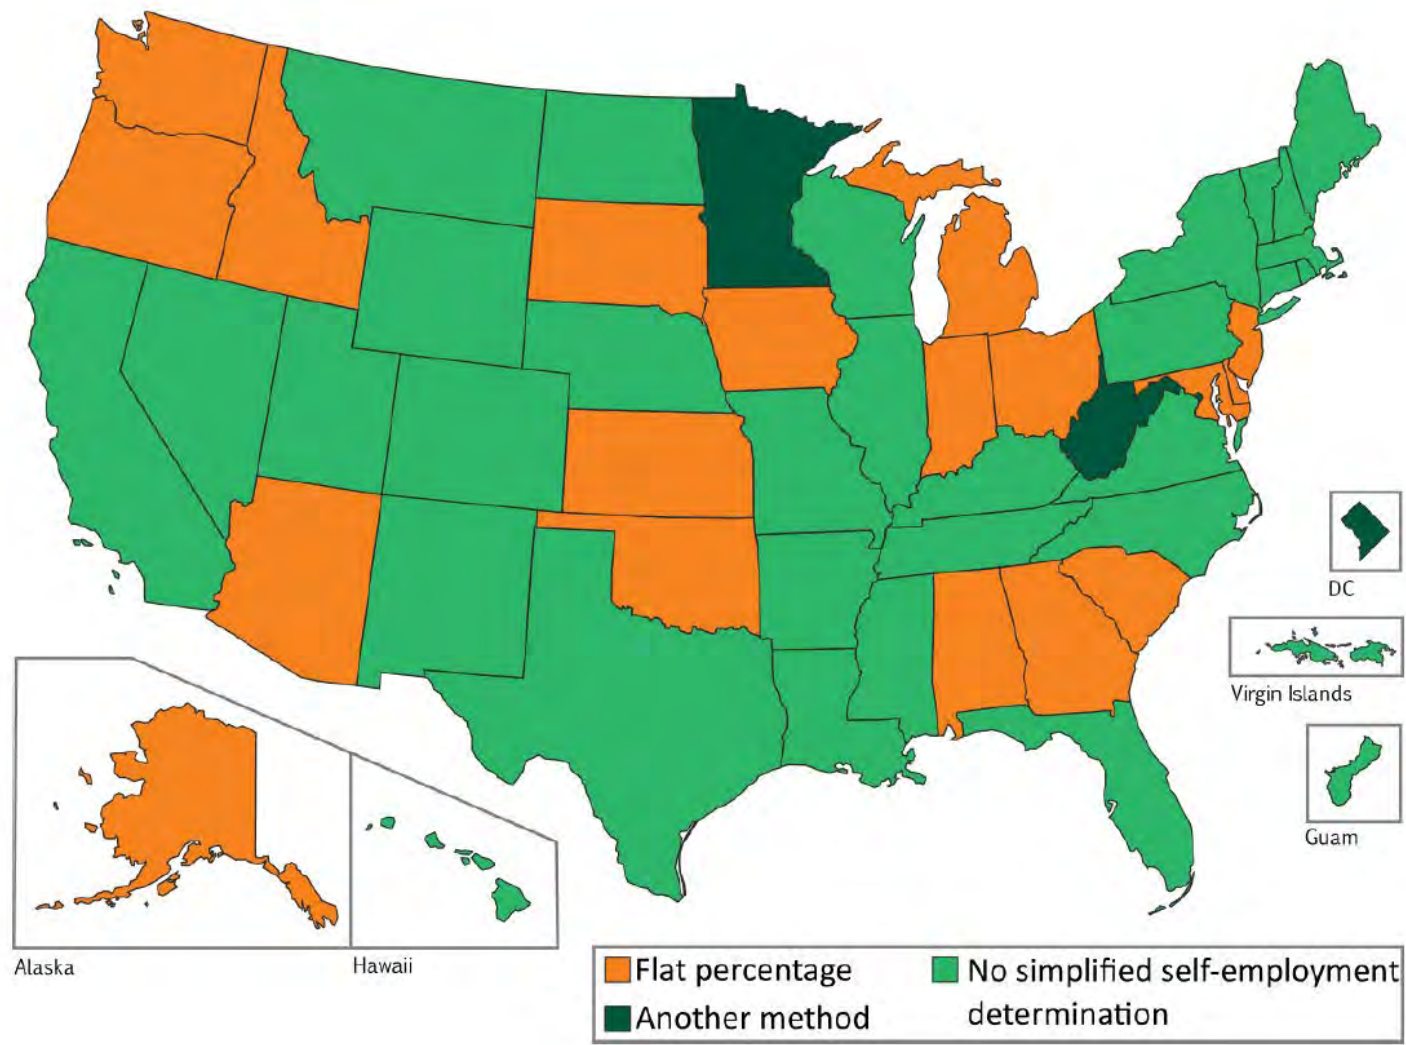 DC
Virgin Islands
Guam
Alaska
Hawaii
Flat percentage
Another method
No simplified self-employment
determination